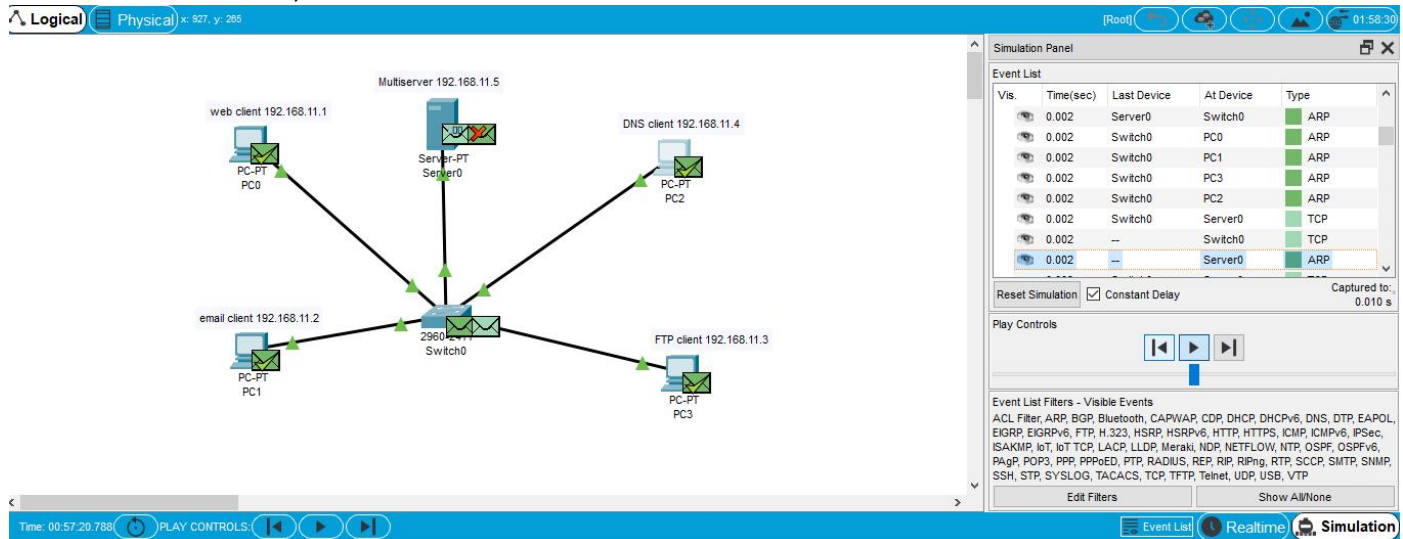 Logical Physical x: 927, y: 265 [Root] 01:58:30
Simulation Panel
Event List
Vis. Time(sec) Last Device At Device Type
0.002 Server0 Switch0 ARP
0.002 Switch0 PC0 ARP
0.002 Switch0 PC1 ARP
0.002 Switch0 PC3 ARP
0.002 Switch0 PC2 ARP
0.002 Switch0 Server0 TCP
0.002 -- Switch0 TCP
0.002 -- Server0 ARP
Reset Simulation Constant Delay Captured to:
0.010 s
Play Controls
Event List Filters - Visible Events
ACL Filter, ARP, BGP, Bluetooth, CAPWAP, CDP, DHCP, DHCPv6, DNS, DTP, EAPOL,
EIGRP, EIGRPv6, FTP, H.323, HSRP, HSRPv6, HTTP, HTTPS, ICMP, ICMPv6, IPSec,
ISAKMP, IoT, IoT TCP, LACP, LLDP, Meraki, NDP, NETFLOW, NTP, OSPF, OSPFv6,
PAgP, POP3, PPP, PPPoED, PTP, RADIUS, REP, RIP, RIPng, RTP, SCCP, SMTP, SNMP,
SSH, STP, SYSLOG, TACACS, TCP, TFTP, Telnet, UDP, USB, VTP
Edit Filters Show All/None
Multiserver 192.168.11.5
web client 192.168.11.1
DNS client 192.168.11.4
Server-PT
Server0
PC-PT
PC0
PC-PT
PC2
email client 192.168.11.2
FTP client 192.168.11.3
Switch0
PC-PT
PC1
PC-PT
PC3
Time: 00:57:20.788 PLAY CONTROLS: Event List Realtime Simulation